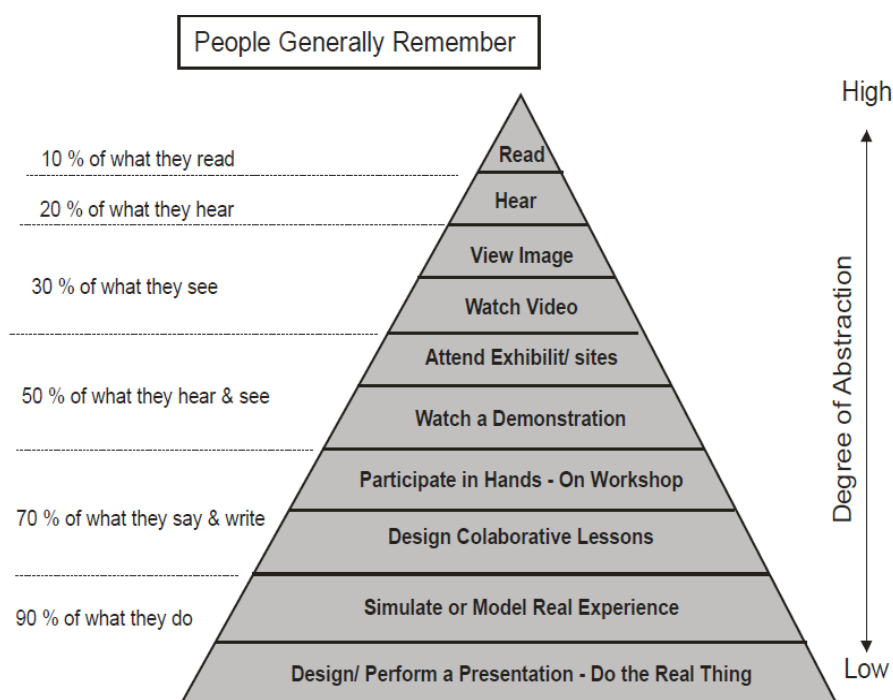 People Generally Remember
High
10 % of what they read
Read
20 % of what they hear
Hear
View Image
30 % of what they see
Watch Video
Attend Exhibilit/ sites
50 % of what they hear & see
Watch a Demonstration
Participate in Hands - On Workshop
70 % of what they say & write
Design Colaborative Lessons
90 % of what they do
Simulate or Model Real Experience
Design/ Perform a Presentation - Do the Real Thing
Low
Degree of Abstraction